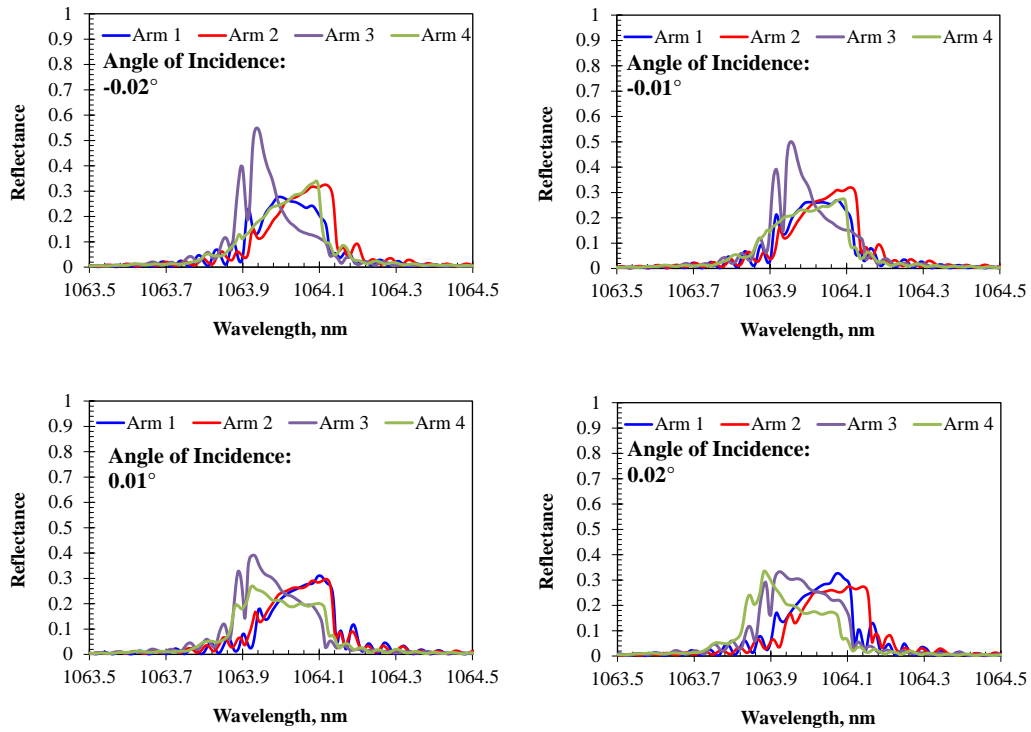 1
0.9
0.8
0.7
0.6
0.5
0.4
0.3
0.2
0.1
0
Reflectance
Arm 1 Arm 2 Arm 3 Arm 4
Angle of Incidence:
-0.02°
1063.5 1063.7 1063.9 1064.1 1064.3 1064.5
Wavelength, nm
1
0.9
0.8
0.7
0.6
0.5
0.4
0.3
0.2
0.1
0
Reflectance
Arm 1 Arm 2 Arm 3 Arm 4
Angle of Incidence:
-0.01°
1063.5 1063.7 1063.9 1064.1 1064.3 1064.5
Wavelength, nm
1
0.9
0.8
0.7
0.6
0.5
0.4
0.3
0.2
0.1
0
Reflectance
Arm 1 Arm 2 Arm 3 Arm 4
Angle of Incidence:
0.01°
1063.5 1063.7 1063.9 1064.1 1064.3 1064.5
Wavelength, nm
1
0.9
0.8
0.7
0.6
0.5
0.4
0.3
0.2
0.1
0
Reflectance
Arm 1 Arm 2 Arm 3 Arm 4
Angle of Incidence:
0.02°
1063.5 1063.7 1063.9 1064.1 1064.3 1064.5
Wavelength, nm